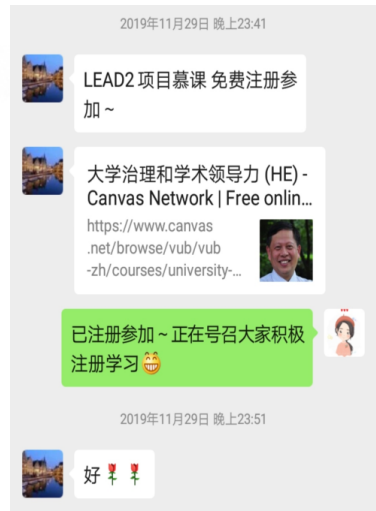 2019年11月29日 晚上23:41
LEAD2 项目慕课 免费注册参
加 ~
大学治理和学术领导力 (HE) -
Canvas Network | Free onlin...
https://www.canvas
.net/browse/vub/vub
-zh/courses/university-...
已注册参加 ~ 正在号召大家积极
注册学习😁
2019年11月29日 晚上23:51
好🌹🌹